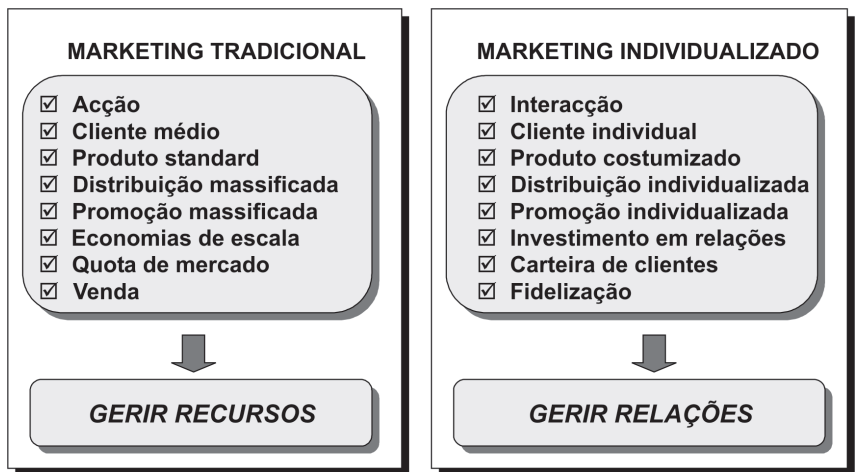 MARKETING TRADICIONAL
Acção
Cliente médio
Produto standard
Distribuição massificada
Promoção massificada
Economias de escala
Quota de mercado
Venda
GERIR RECURSOS
MARKETING INDIVIDUALIZADO
Interacção
Cliente individual
Produto costumizado
Distribuição individualizada
Promoção individualizada
Investimento em relações
Carteira de clientes
Fidelização
GERIR RELAÇÕES